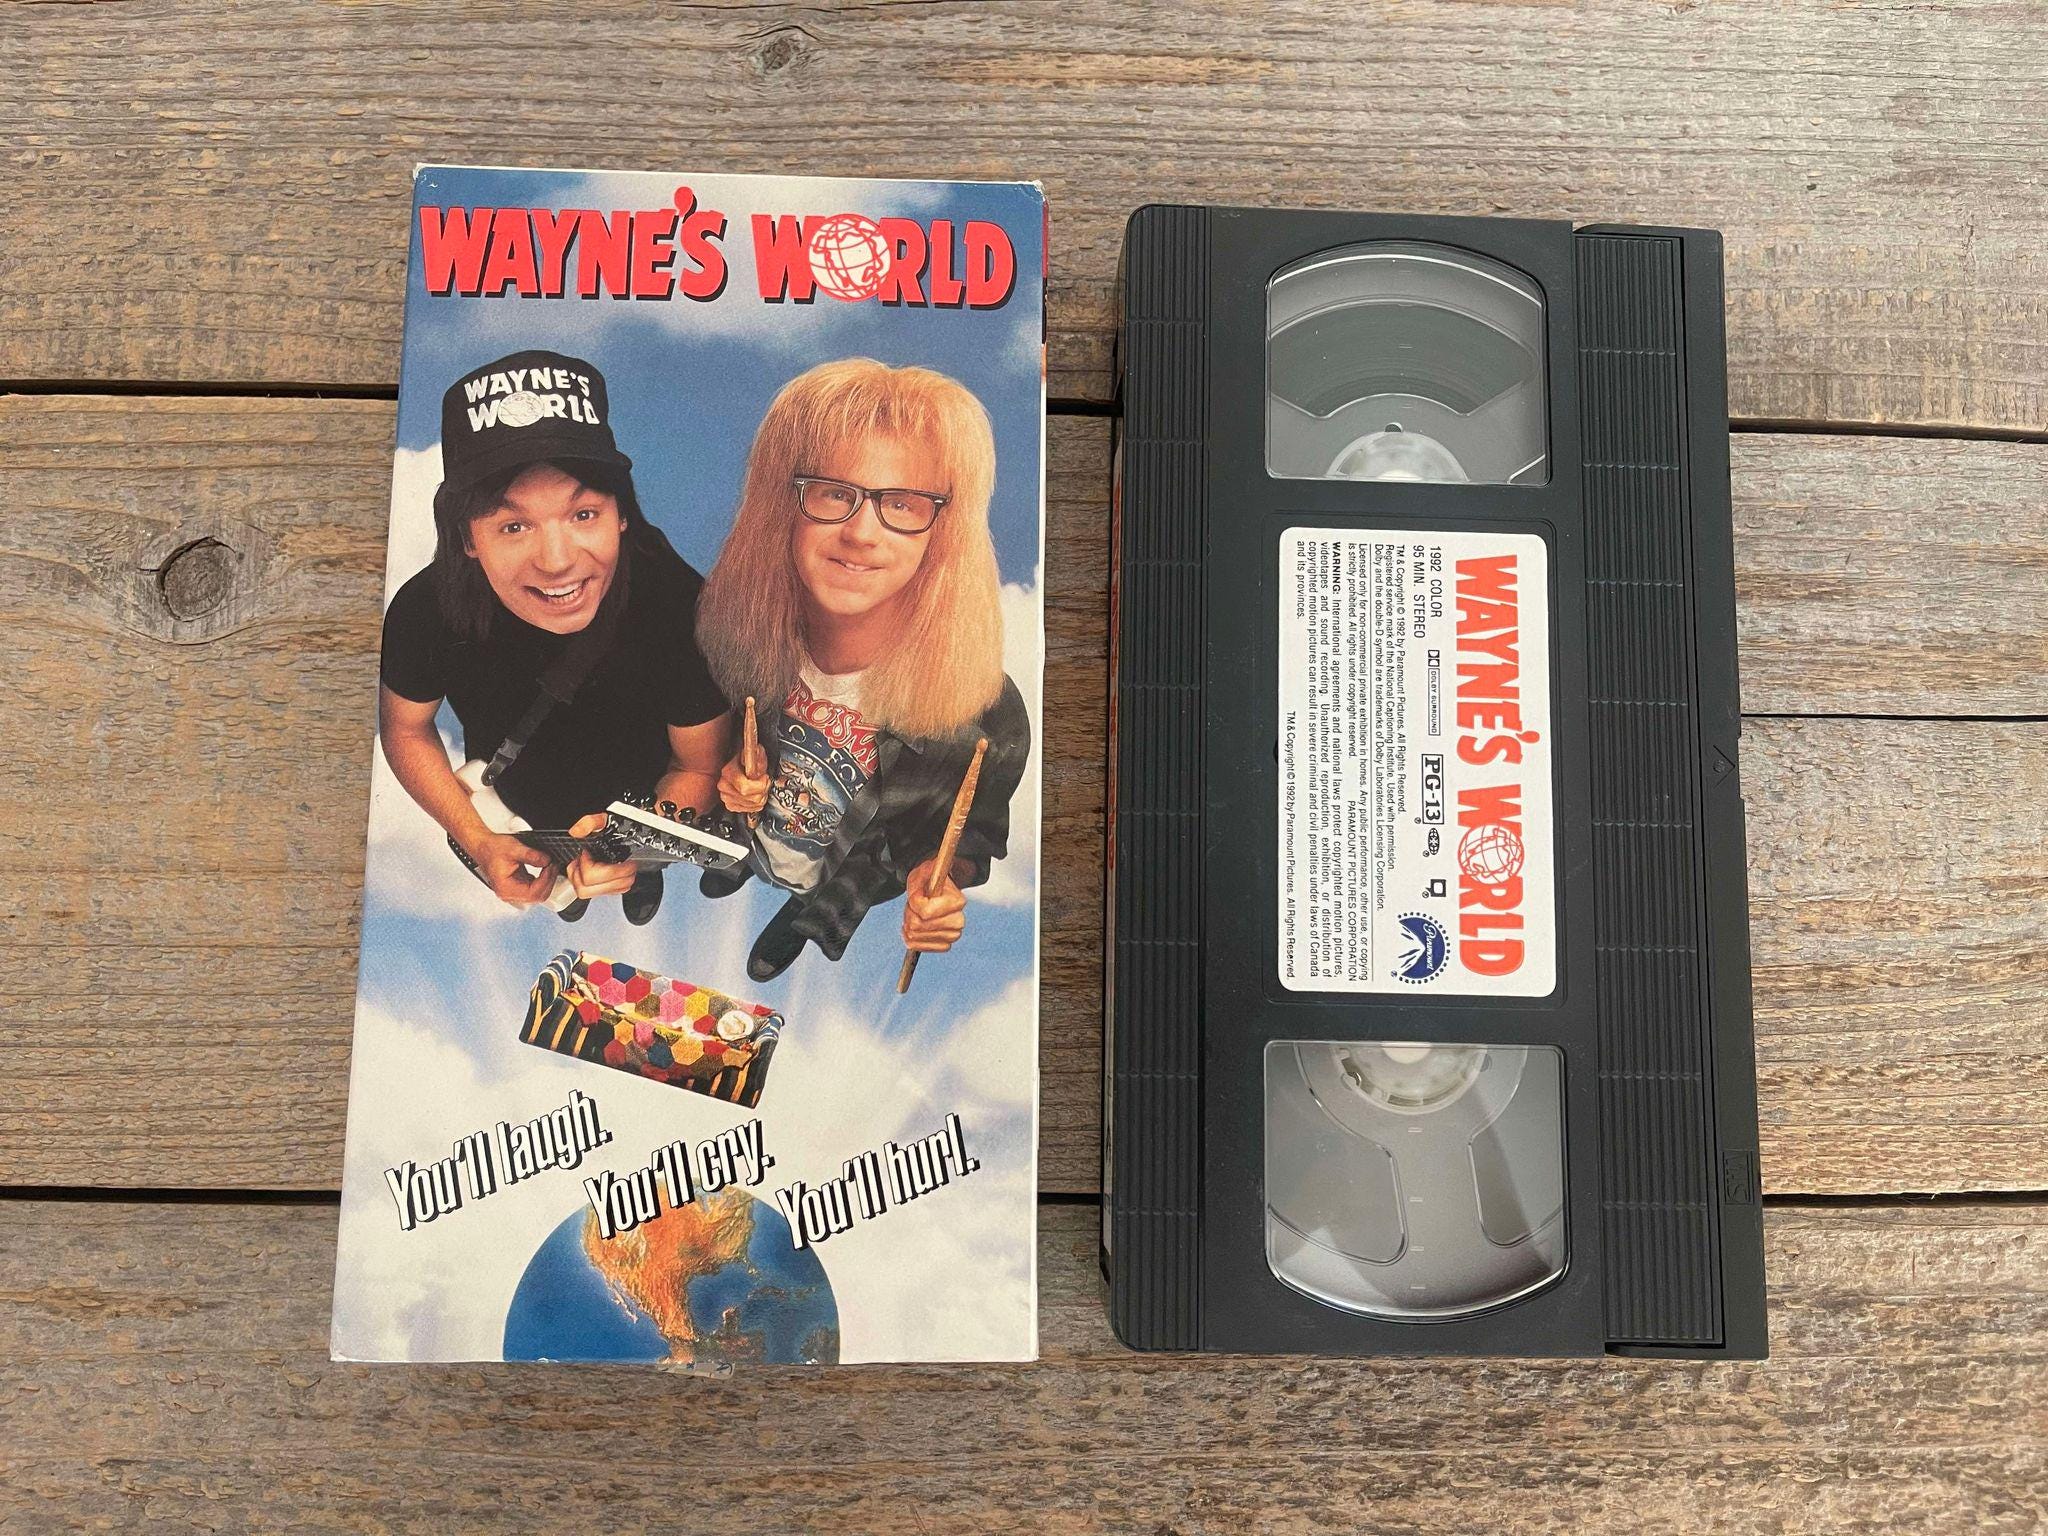 WAYNE'S WORLD
WAYNE'S
WORLD
You'll laugh.
You'll cry.
You'll hurl.
WAYNE'S WORLD
1992 COLOR
95 MIN. STEREO
DOLBY SURROUND
PG-13
Paramount
TM & Copyright © 1992 by Paramount Pictures. All Rights Reserved.
Registered service mark of the National Captioning Institute. Used with permission.
Dolby and the double-D symbol are trademarks of Dolby Laboratories Licensing Corporation.
Licensed only for non-commercial private exhibition in homes. Any public performance, other use, or copying
is strictly prohibited. All rights under copyright reserved. PARAMOUNT PICTURES CORPORATION
WARNING: International agreements and national laws protect copyrighted motion pictures,
videotapes and sound recording. Unauthorized reproduction, exhibition, or distribution of
copyrighted motion pictures can result in severe criminal and civil penalties under laws of Canada
and its provinces.
TM & Copyright © 1992 by Paramount Pictures. All Rights Reserved.
VHS